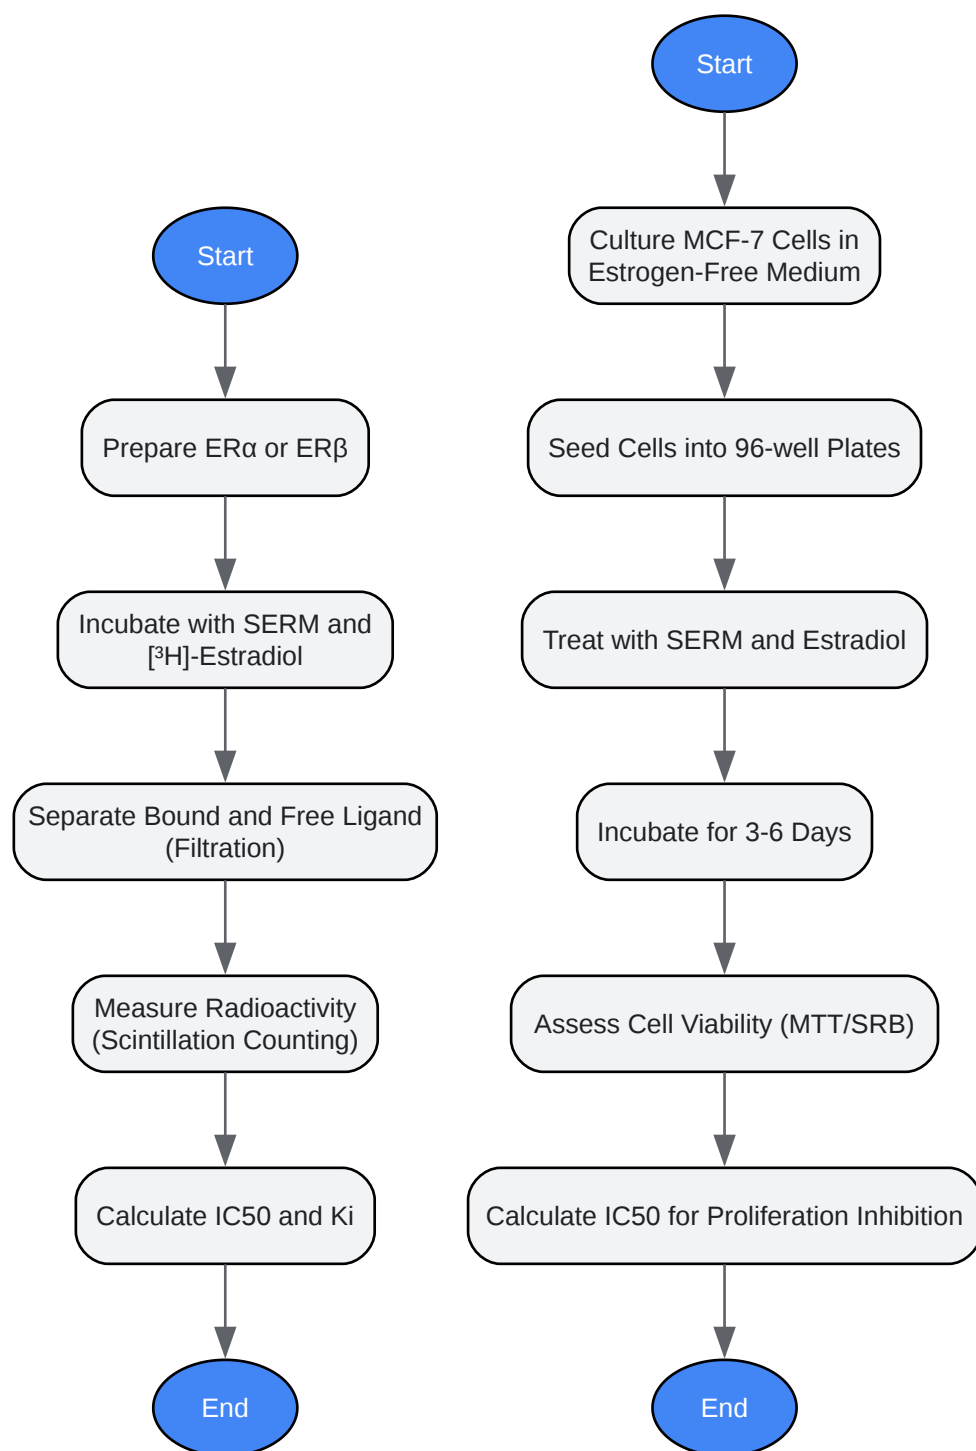 Start
Prepare ERα or ERβ
Incubate with SERM and
[³H]-Estradiol
Separate Bound and Free Ligand
(Filtration)
Measure Radioactivity
(Scintillation Counting)
Calculate IC50 and Ki
End
Start
Culture MCF-7 Cells in
Estrogen-Free Medium
Seed Cells into 96-well Plates
Treat with SERM and Estradiol
Incubate for 3-6 Days
Assess Cell Viability (MTT/SRB)
Calculate IC50 for Proliferation Inhibition
End